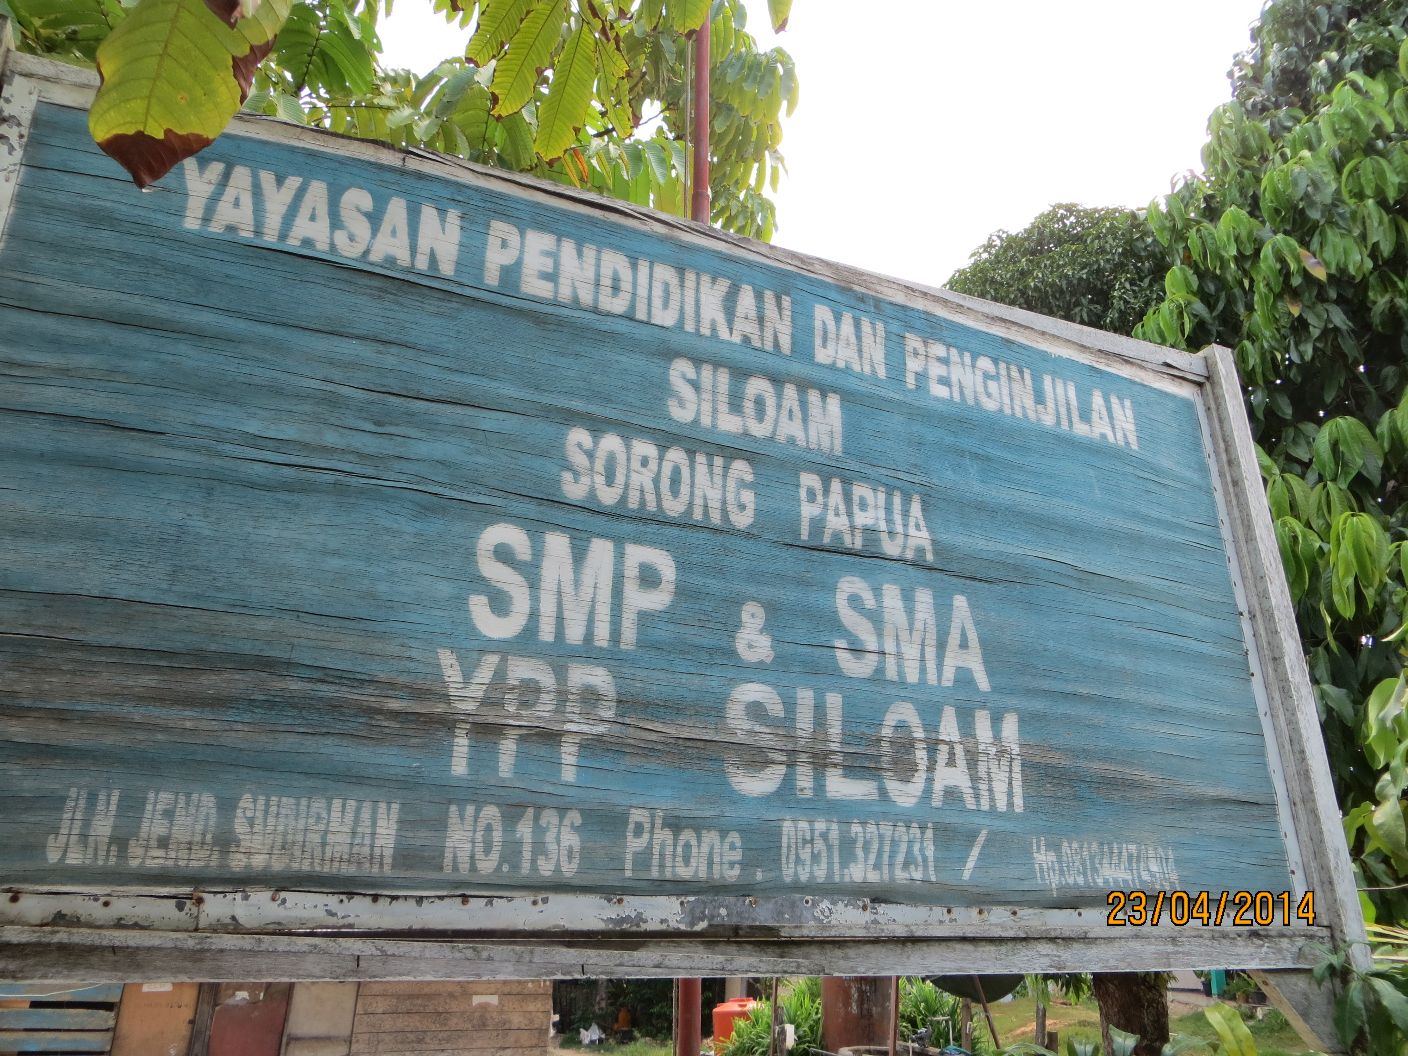 YAYASAN PENDIDIKAN DAN PENGINJILAN
SILOAM
SORONG PAPUA
SMP & SMA
YPP SILOAM
JLN. JEND. SUDIRMAN NO.136 Phone. 0951.327231 / Hp.
23/04/2014